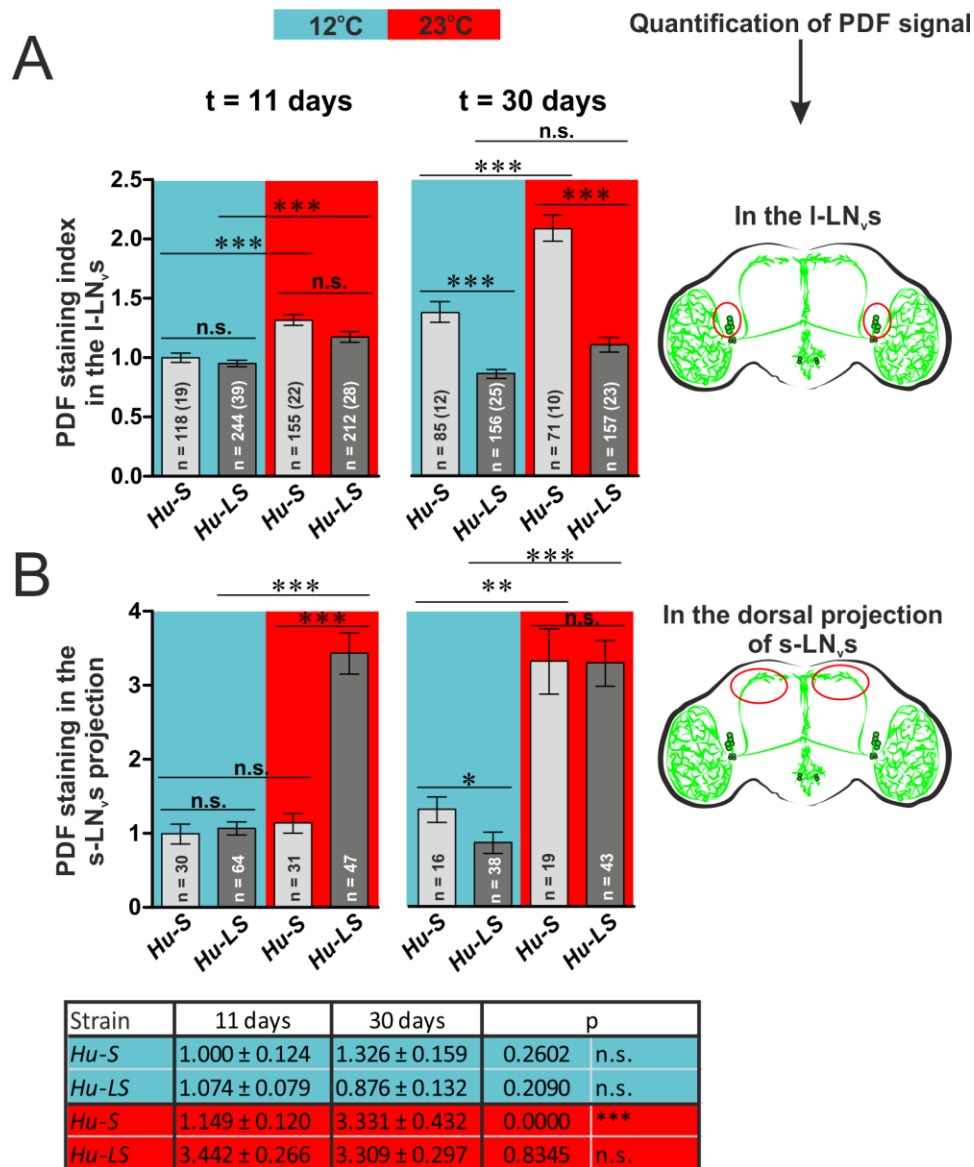 12°C 23°C
Quantification of PDF signal
A
t = 11 days t = 30 days
n.s.
***
2.5
2.0
1.5
1.0
0.5
0.0
PDF staining index
in the l-LNᵥs
***
***
n.s.
n.s.
***
***
n = 118 (19)
n = 244 (39)
n = 155 (22)
n = 212 (28)
n = 85 (12)
n = 156 (25)
n = 71 (10)
n = 157 (23)
Hu-S Hu-LS Hu-S Hu-LS
Hu-S Hu-LS Hu-S Hu-LS
In the l-LNᵥs
B
***
***
**
***
n.s.
4
3
2
1
0
PDF staining in the
s-LNᵥs projection
n.s.
n.s.
*
n = 30
n = 64
n = 31
n = 47
n = 16
n = 38
n = 19
n = 43
Hu-S Hu-LS Hu-S Hu-LS
Hu-S Hu-LS Hu-S Hu-LS
In the dorsal projection
of s-LNᵥs
Strain 11 days 30 days p
Hu-S 1.000 ± 0.124 1.326 ± 0.159 0.2602 n.s.
Hu-LS 1.074 ± 0.079 0.876 ± 0.132 0.2090 n.s.
Hu-S 1.149 ± 0.120 3.331 ± 0.432 0.0000 ***
Hu-LS 3.442 ± 0.266 3.309 ± 0.297 0.8345 n.s.